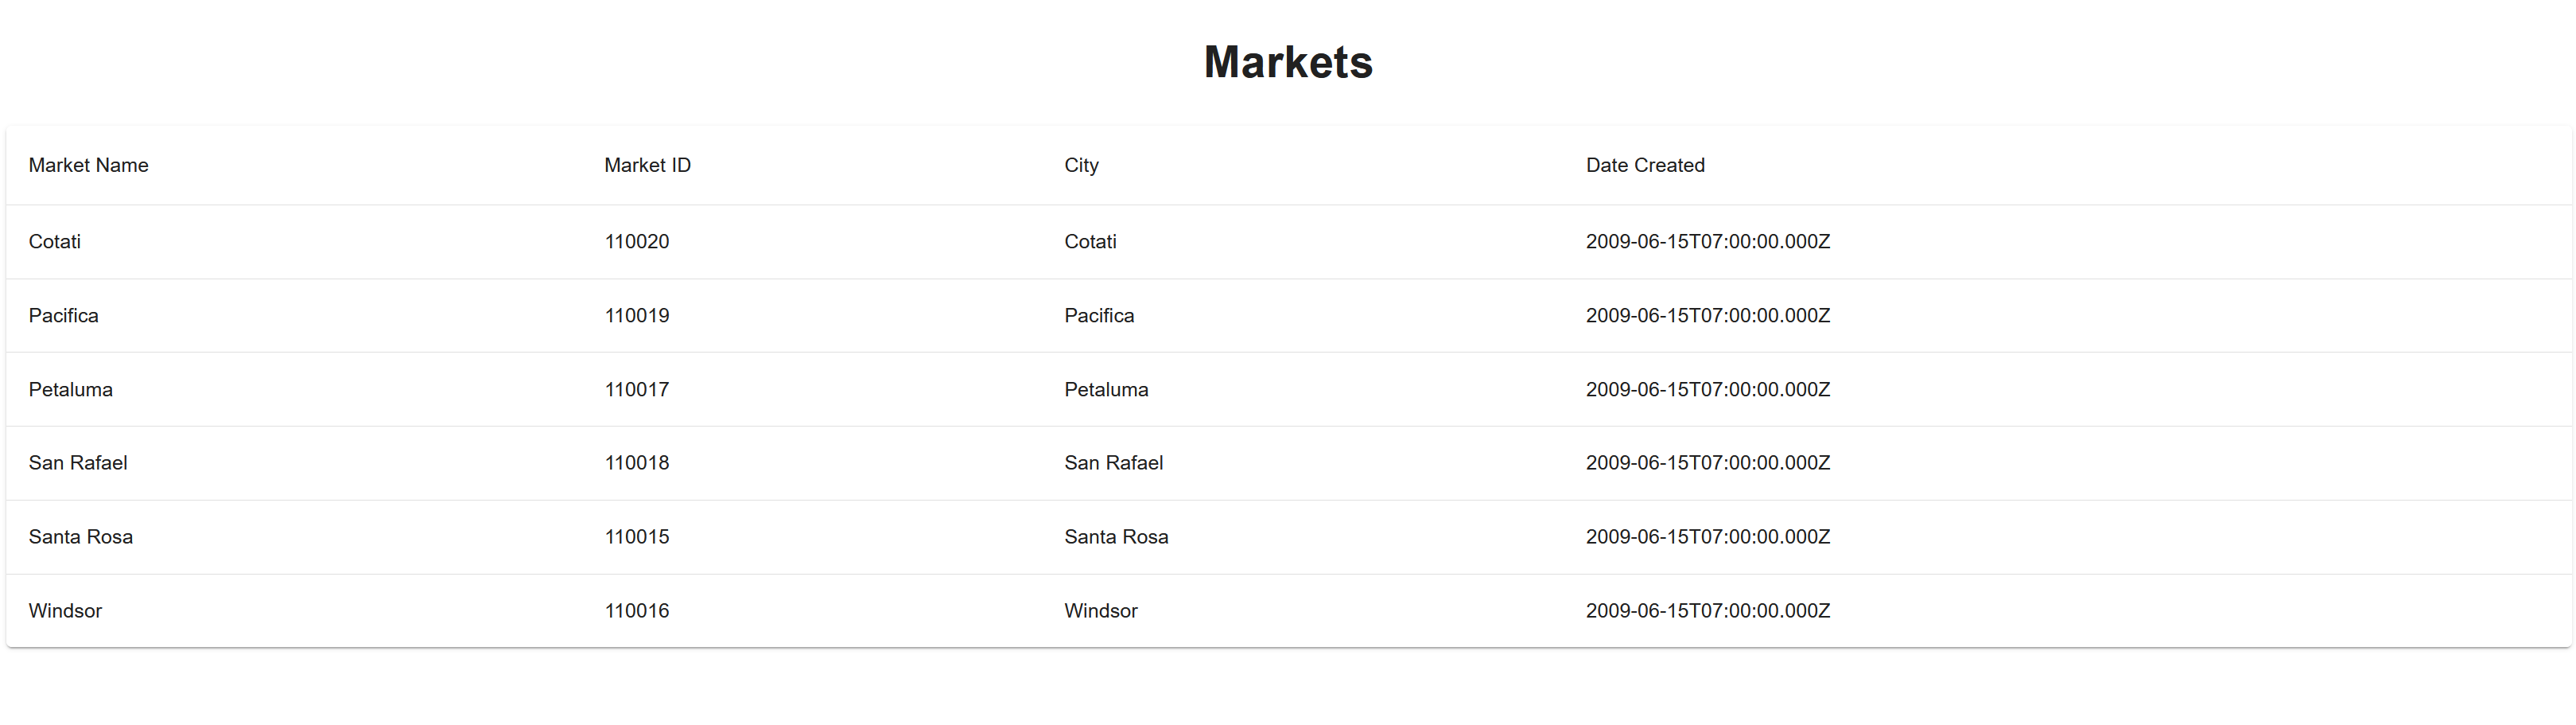 Markets
Market Name Market ID City Date Created
Cotati 110020 Cotati 2009-06-15T07:00:00.000Z
Pacifica 110019 Pacifica 2009-06-15T07:00:00.000Z
Petaluma 110017 Petaluma 2009-06-15T07:00:00.000Z
San Rafael 110018 San Rafael 2009-06-15T07:00:00.000Z
Santa Rosa 110015 Santa Rosa 2009-06-15T07:00:00.000Z
Windsor 110016 Windsor 2009-06-15T07:00:00.000Z